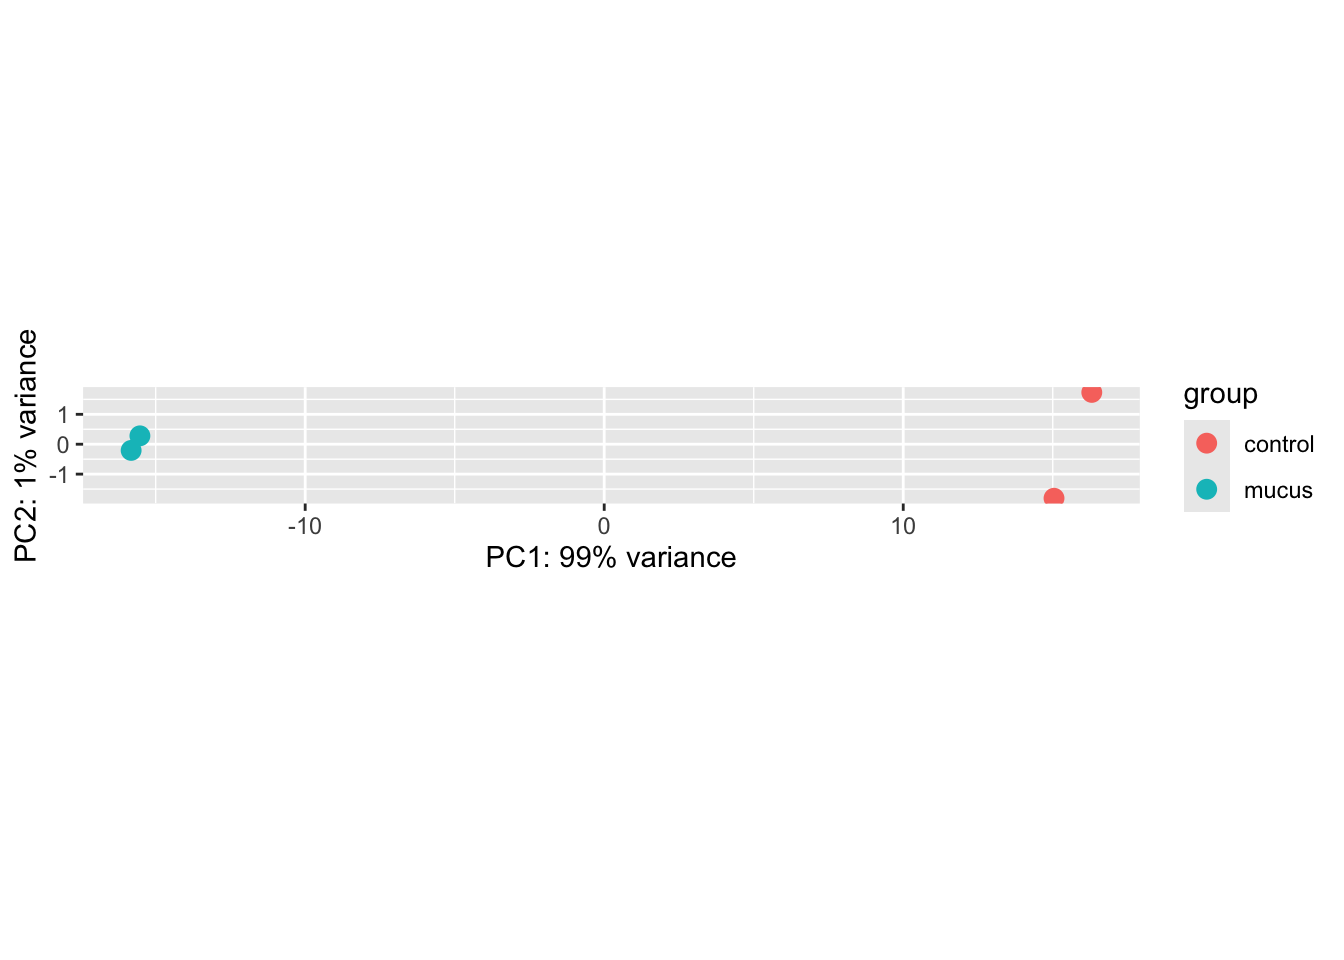 PC2: 1% variance
1
0
-1
-10
0
10
PC1: 99% variance
group
control
mucus